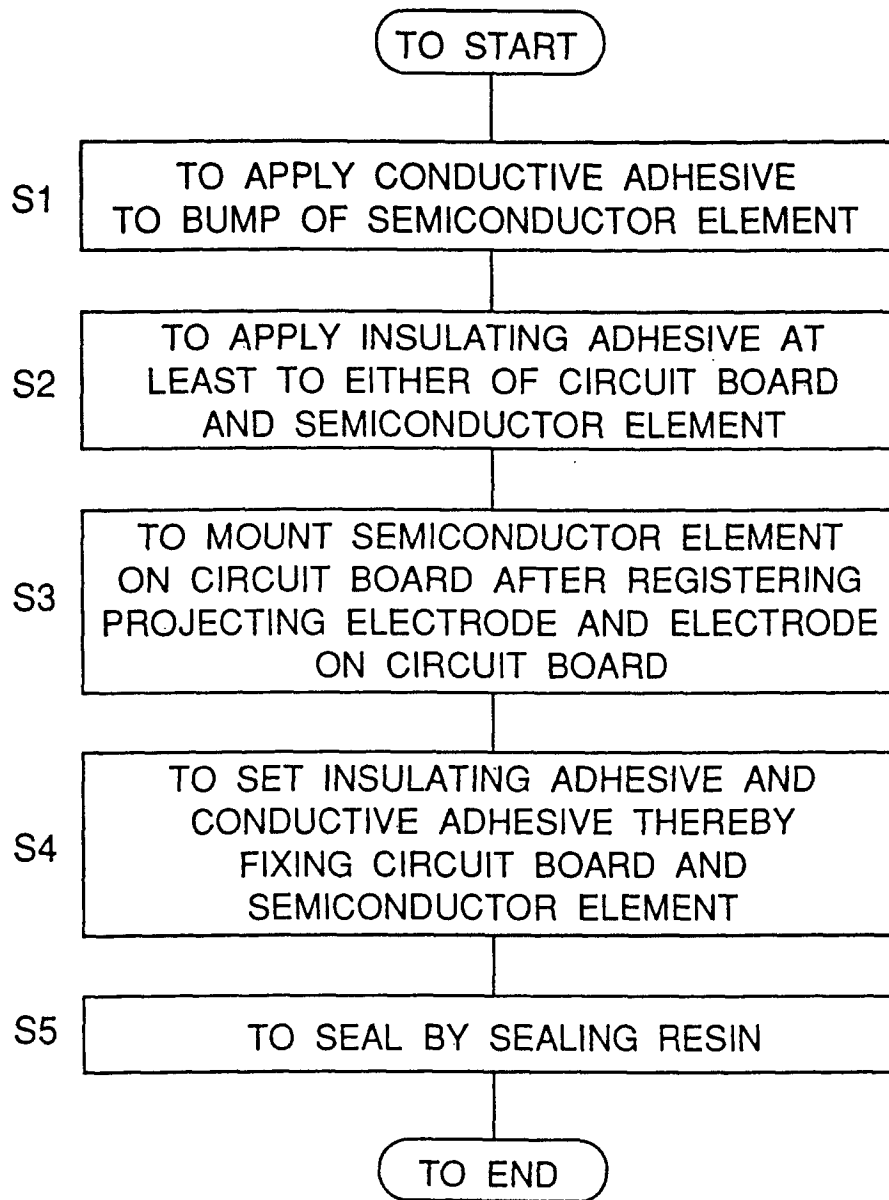 TO START
S1
TO APPLY CONDUCTIVE ADHESIVE
TO BUMP OF SEMICONDUCTOR ELEMENT
S2
TO APPLY INSULATING ADHESIVE AT
LEAST TO EITHER OF CIRCUIT BOARD
AND SEMICONDUCTOR ELEMENT
S3
TO MOUNT SEMICONDUCTOR ELEMENT
ON CIRCUIT BOARD AFTER REGISTERING
PROJECTING ELECTRODE AND ELECTRODE
ON CIRCUIT BOARD
S4
TO SET INSULATING ADHESIVE AND
CONDUCTIVE ADHESIVE THEREBY
FIXING CIRCUIT BOARD AND
SEMICONDUCTOR ELEMENT
S5
TO SEAL BY SEALING RESIN
TO END